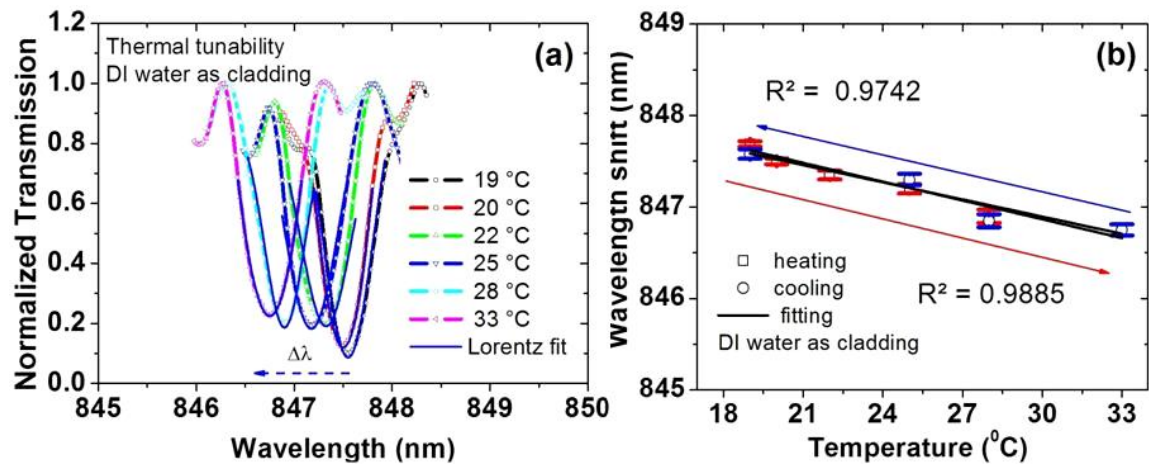 Thermal tunability
DI water as cladding
(a)
Normalized Transmission
1.2
1.0
0.8
0.6
0.4
0.2
0.0
19 °C
20 °C
22 °C
25 °C
28 °C
33 °C
Lorentz fit
Δλ
845 846 847 848 849 850
Wavelength (nm)
(b)
Wavelength shift (nm)
849
848
847
846
845
R² = 0.9742
R² = 0.9885
heating
cooling
fitting
DI water as cladding
18 21 24 27 30 33
Temperature (⁰C)